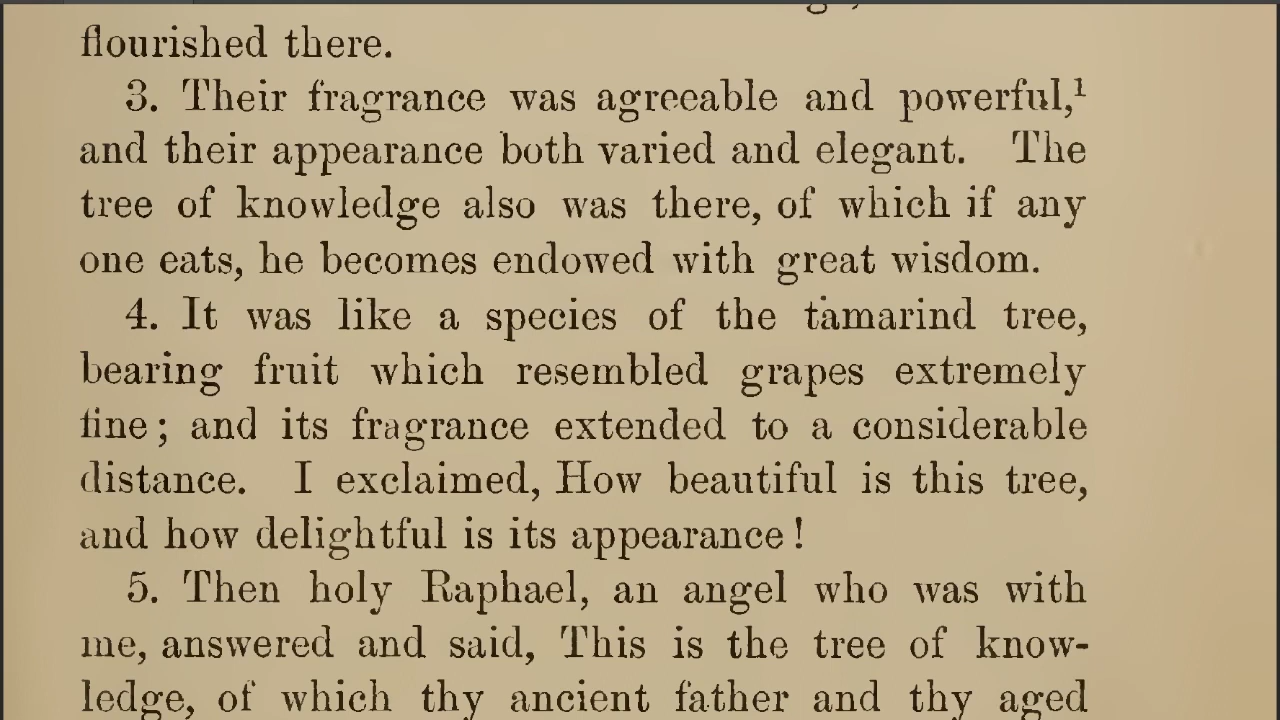 flourished there.
3. Their fragrance was agreeable and powerful,¹
and their appearance both varied and elegant. The
tree of knowledge also was there, of which if any
one eats, he becomes endowed with great wisdom.
4. It was like a species of the tamarind tree,
bearing fruit which resembled grapes extremely
fine; and its fragrance extended to a considerable
distance. I exclaimed, How beautiful is this tree,
and how delightful is its appearance!
5. Then holy Raphael, an angel who was with
me, answered and said, This is the tree of know-
ledge, of which thy ancient father and thy aged